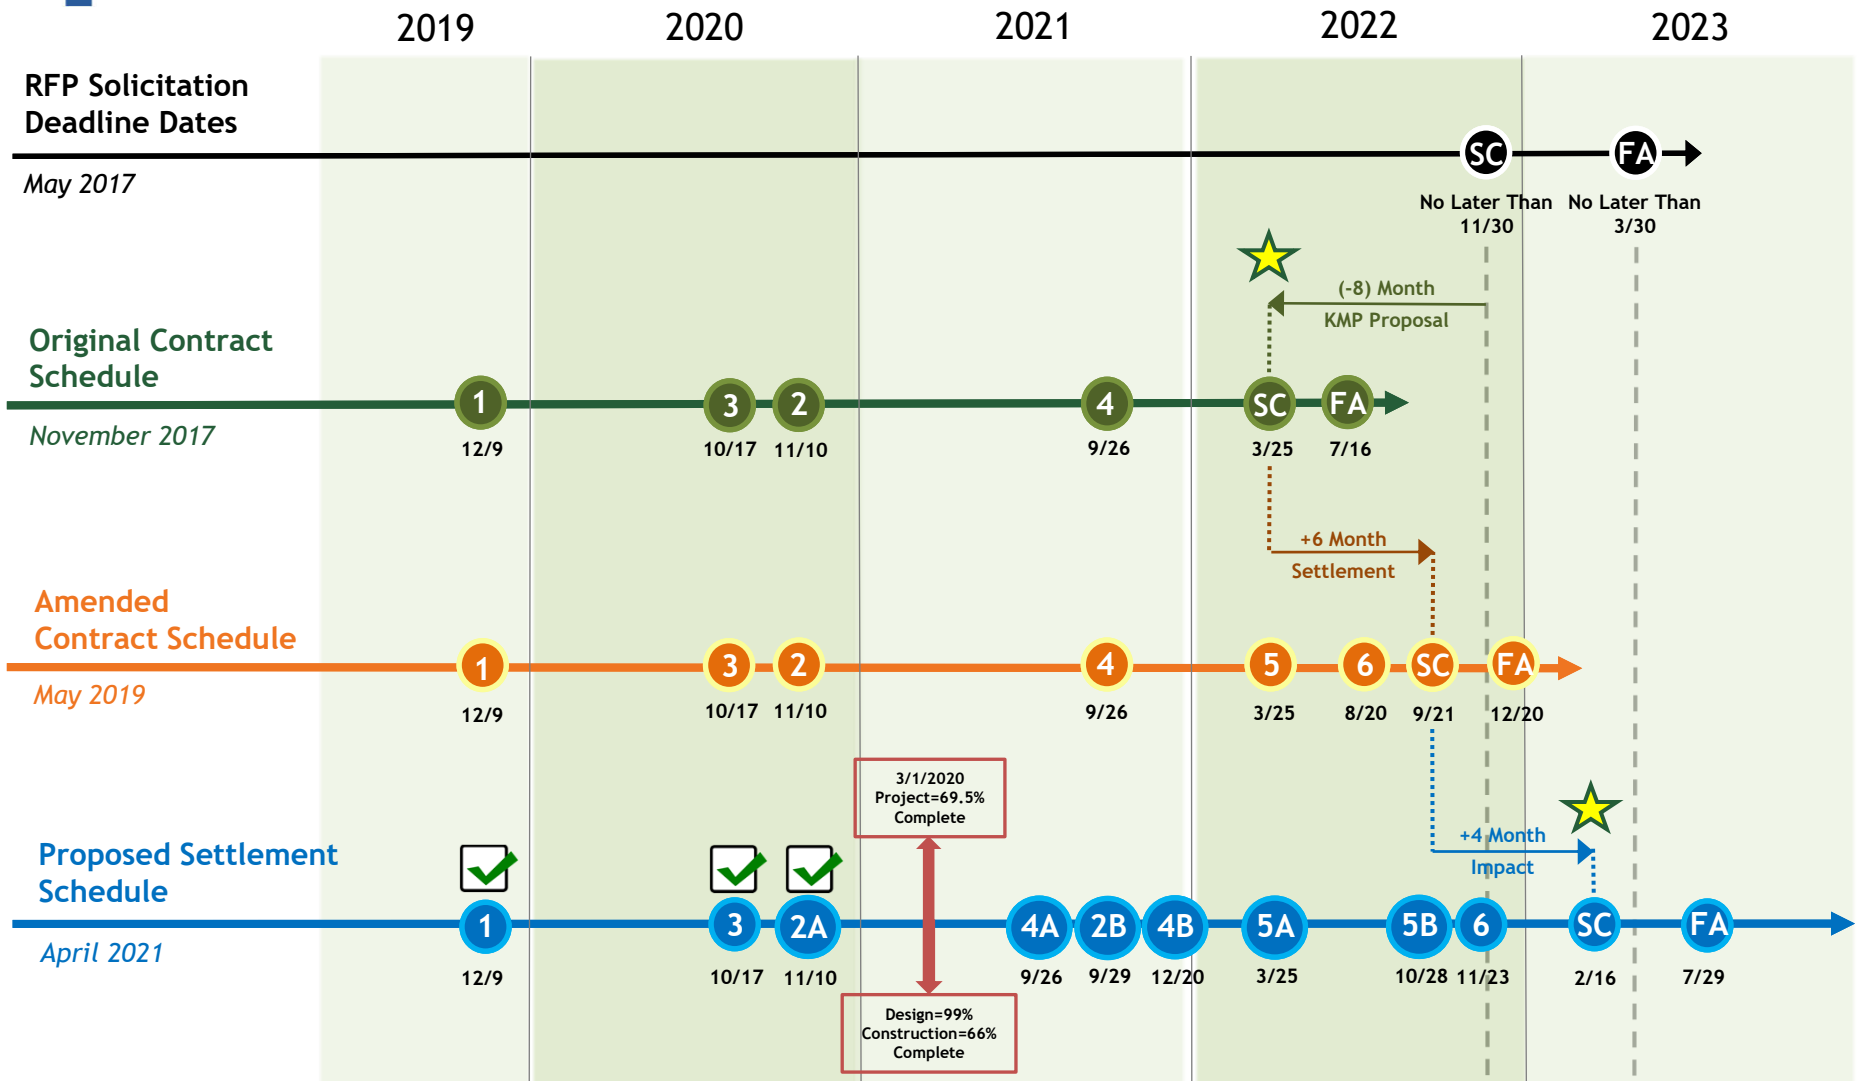 2019 2020 2021 2022 2023
RFP Solicitation
Deadline Dates
May 2017
SC FA
No Later Than No Later Than
11/30 3/30
(-8) Month
KMP Proposal
Original Contract
Schedule
November 2017
1 3 2 4 SC FA
12/9 10/17 11/10 9/26 3/25 7/16
+6 Month
Settlement
Amended
Contract Schedule
May 2019
1 3 2 4 5 6 SC FA
12/9 10/17 11/10 9/26 3/25 8/20 9/21 12/20
3/1/2020
Project=69.5%
Complete
+4 Month
Impact
Proposed Settlement
Schedule
April 2021
1 3 2A 4A 2B 4B 5A 5B 6 SC FA
12/9 10/17 11/10 9/26 9/29 12/20 3/25 10/28 11/23 2/16 7/29
Design=99%
Construction=66%
Complete